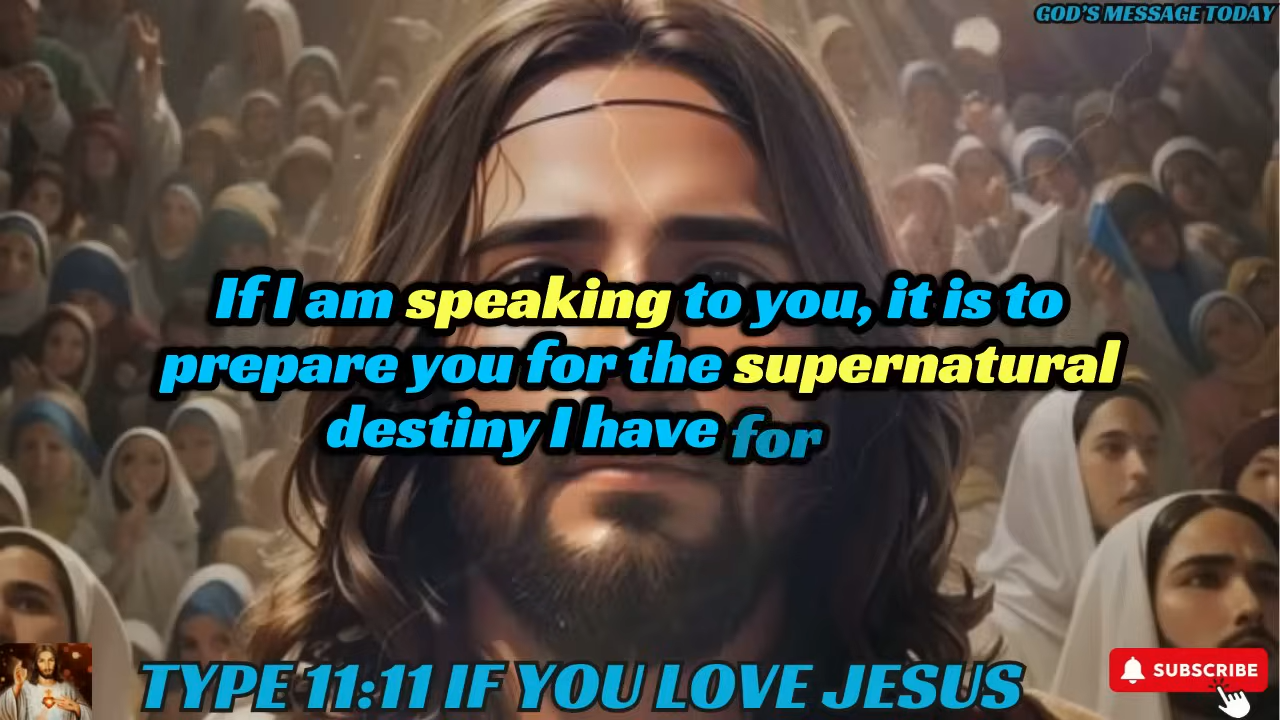 GOD'S MESSAGE TODAY
If I am speaking to you, it is to
prepare you for the supernatural
destiny I have for
TYPE 11:11 IF YOU LOVE JESUS
SUBSCRIBE